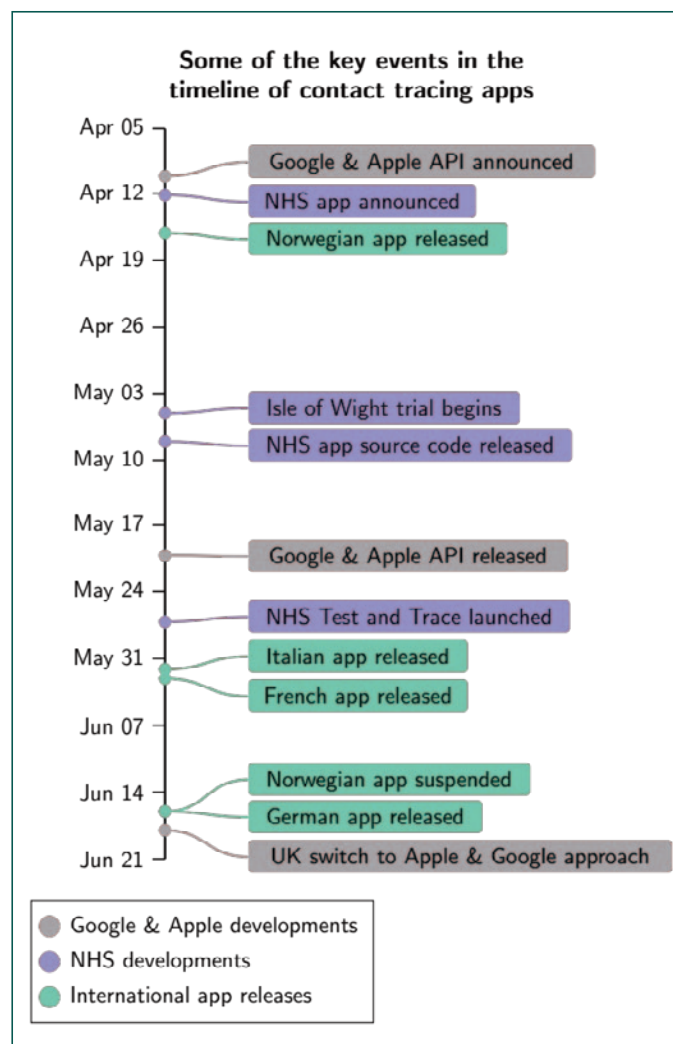 Some of the key events in the
timeline of contact tracing apps
Apr 05
Google & Apple API announced
Apr 12
NHS app announced
Norwegian app released
Apr 19
Apr 26
May 03
Isle of Wight trial begins
NHS app source code released
May 10
May 17
Google & Apple API released
May 24
NHS Test and Trace launched
May 31
Italian app released
French app released
Jun 07
Norwegian app suspended
Jun 14
German app released
UK switch to Apple & Google approach
Jun 21
Google & Apple developments
NHS developments
International app releases